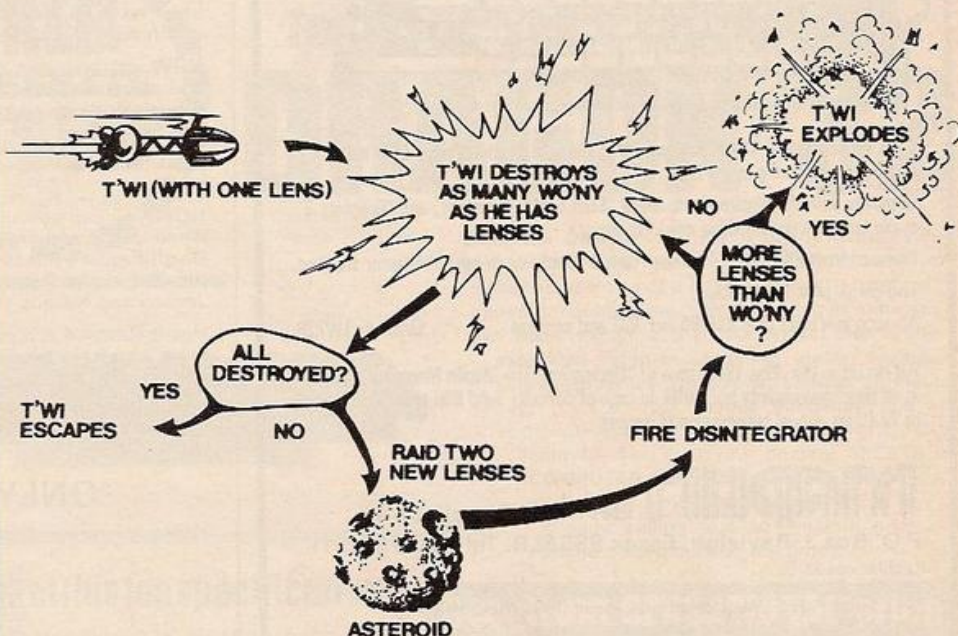 T'WI (WITH ONE LENS)
T'WI DESTROYS
AS MANY WO'NY
AS HE HAS
LENSES
T'WI
EXPLODES
NO
YES
MORE
LENSES
THAN
WO'NY
?
ALL
DESTROYED?
YES
T'WI
ESCAPES
NO
RAID TWO
NEW LENSES
FIRE DISINTEGRATOR
ASTEROID